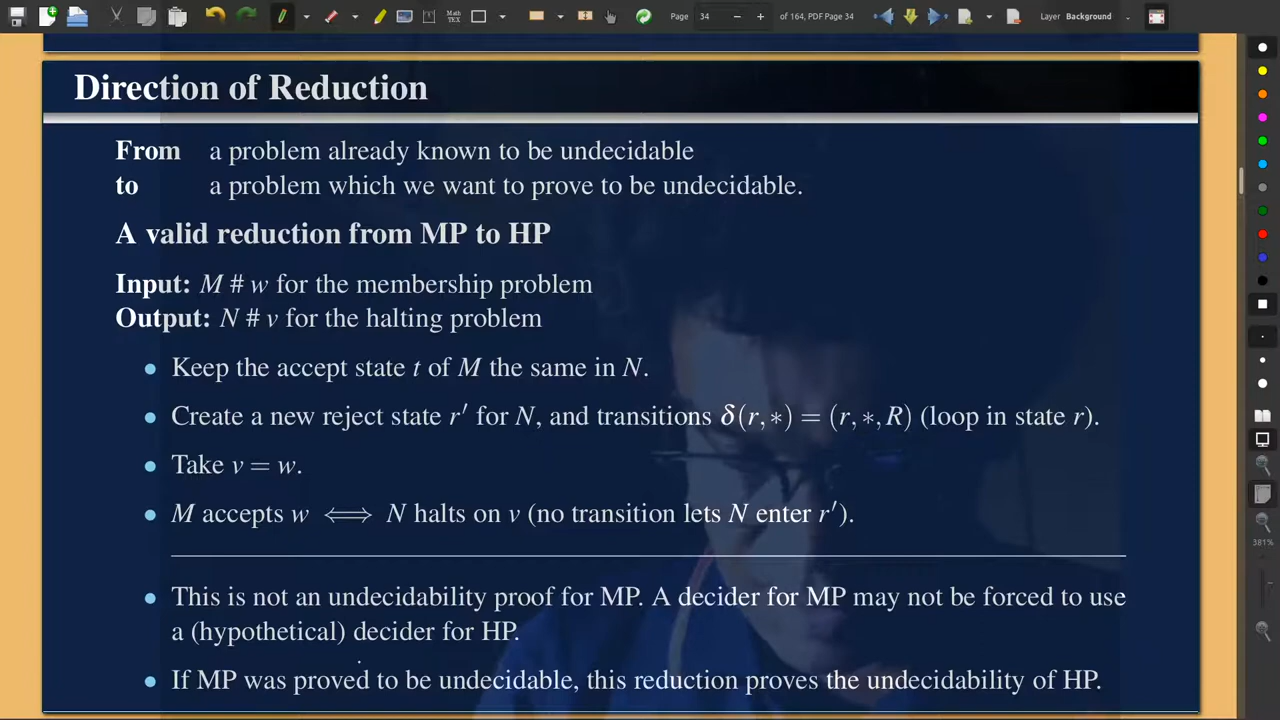 Page 34 of 164, PDF Page 34 Layer Background
Math
TEX
Direction of Reduction
From a problem already known to be undecidable
to a problem which we want to prove to be undecidable.
A valid reduction from MP to HP
Input: M # w for the membership problem
Output: N # v for the halting problem
• Keep the accept state t of M the same in N.
• Create a new reject state r′ for N, and transitions δ(r,∗) = (r,∗,R) (loop in state r).
• Take v = w.
• M accepts w ⟺ N halts on v (no transition lets N enter r′).
• This is not an undecidability proof for MP. A decider for MP may not be forced to use
a (hypothetical) decider for HP.
• If MP was proved to be undecidable, this reduction proves the undecidability of HP.
381%